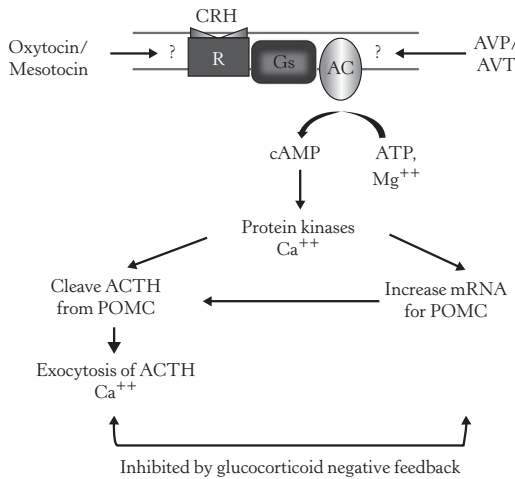 CRH
Oxytocin/
Mesotocin
?
R
Gs
AC
?
AVP/
AVT
cAMP
ATP,
Mg++
Protein kinases
Ca++
Cleave ACTH
from POMC
Increase mRNA
for POMC
Exocytosis of ACTH
Ca++
Inhibited by glucocorticoid negative feedback